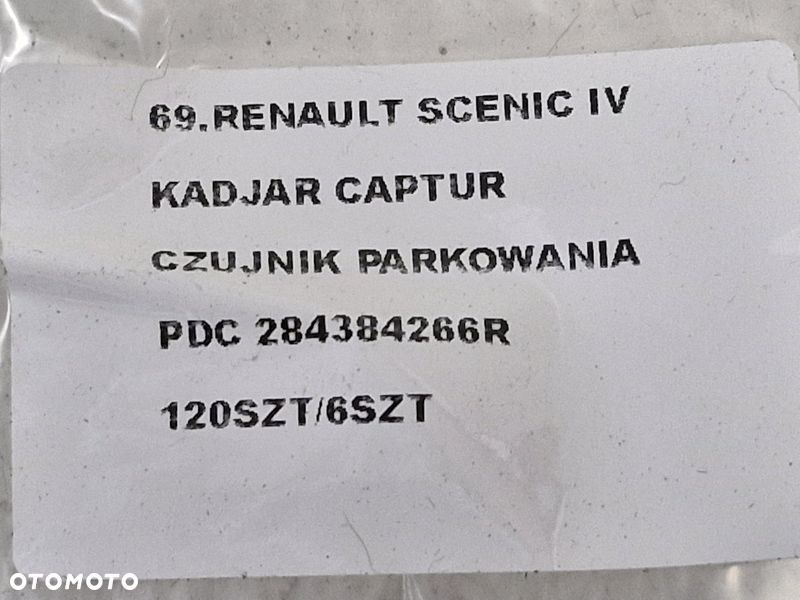 69.RENAULT SCENIC IV
KADJAR CAPTUR
CZUJNIK PARKOWANIA
PDC 284384266R
120SZT/6SZT
OTOMOTO